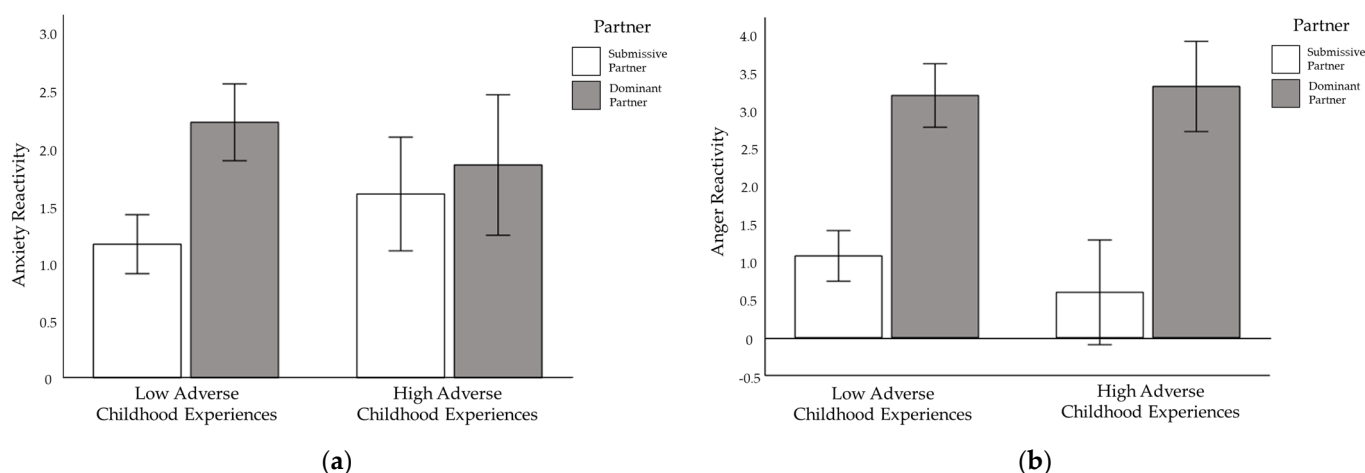 Partner
Submissive
Partner
Dominant
Partner
Anxiety Reactivity
3.0
2.5
2.0
1.5
1.0
0.5
0
Low Adverse
Childhood Experiences
High Adverse
Childhood Experiences
(a)
Partner
Submissive
Partner
Dominant
Partner
Anger Reactivity
4.0
3.5
3.0
2.5
2.0
1.5
1.0
0.5
0
-0.5
Low Adverse
Childhood Experiences
High Adverse
Childhood Experiences
(b)